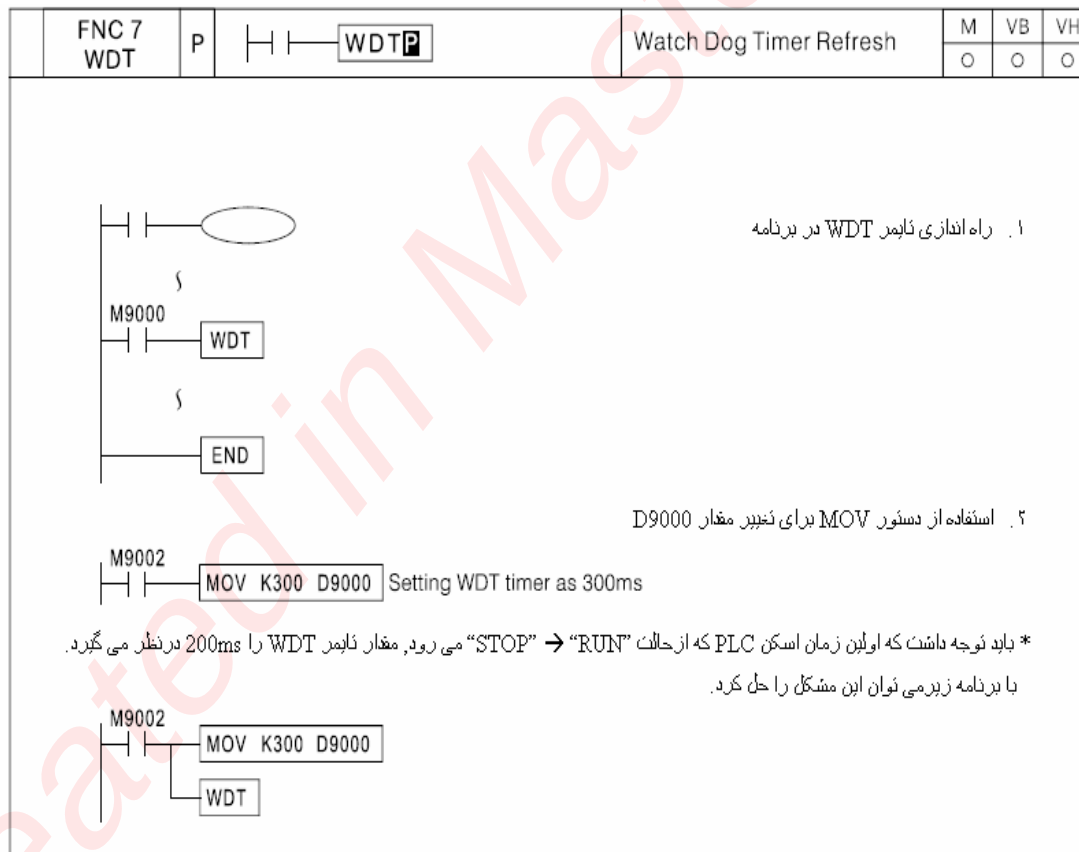 FNC 7
WDT
P
WDTP
Watch Dog Timer Refresh
M VB VH
O O O
۱. راه اندازی تایمر WDT در برنامه
M9000
WDT
END
۲. استفاده از دستور MOV برای تغییر مقدار D9000
M9002
MOV K300 D9000 Setting WDT timer as 300ms
* باید توجه داشت که اولین زمان اسکن PLC که ازحالت "STOP" → "RUN" می رود, مقدار تایمر WDT را 200ms درنظر می گیرد.
با برنامه زیرمی توان این مشکل را حل کرد.
M9002
MOV K300 D9000
WDT
eated in Mast